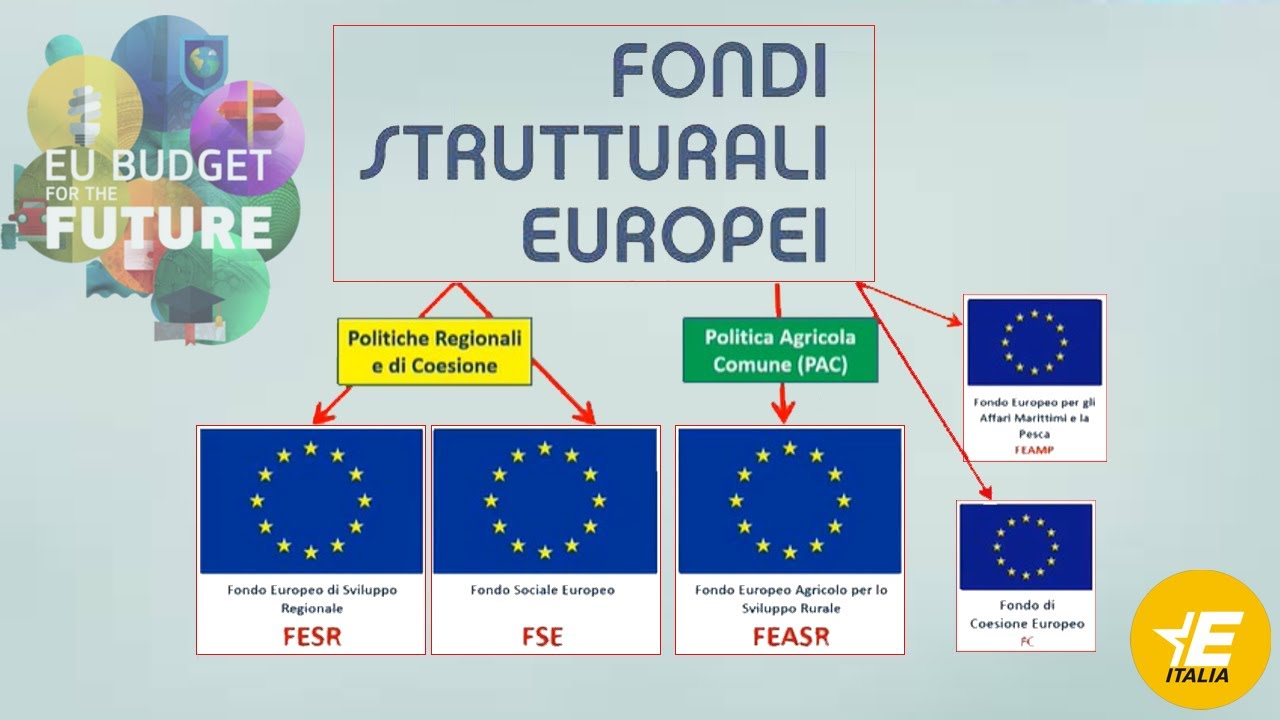 EU BUDGET
FOR THE
FUTURE
FONDI
STRUTTURALI
EUROPEI
Politiche Regionali
e di Coesione
Politica Agricola
Comune (PAC)
Fondo Europeo per gli
Affari Marittimi e la
Pesca
FEAMP
Fondo Europeo di Sviluppo
Regionale
FESR
Fondo Sociale Europeo
FSE
Fondo Europeo Agricolo per lo
Sviluppo Rurale
FEASR
Fondo di
Coesione Europeo
FC
E
ITALIA